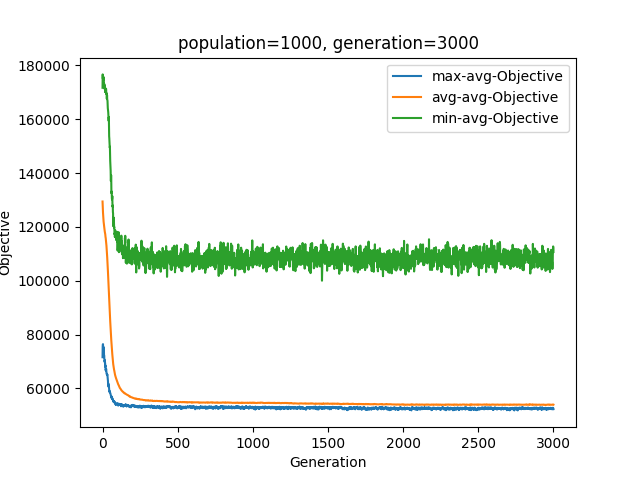 population=1000, generation=3000
180000
160000
140000
120000
100000
80000
60000
Objective
max-avg-Objective
avg-avg-Objective
min-avg-Objective
0 500 1000 1500 2000 2500 3000
Generation